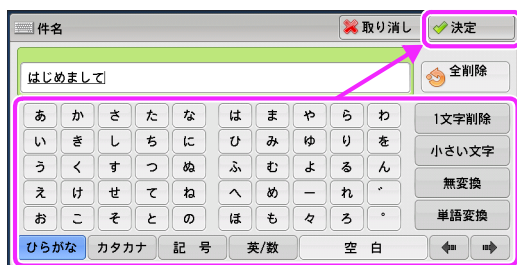 件名 取り消し 決定
はじめまして 全削除
あ か さ た な は ま や ら わ 1文字削除
い き し ち に ひ み ゆ り を 小さい文字
う く す つ ぬ ふ む よ る ん 無変換
え け せ て ね へ め ー れ ゛
お こ そ と の ほ も 々 ろ ゜ 単語変換
ひらがな カタカナ 記 号 英/数 空 白